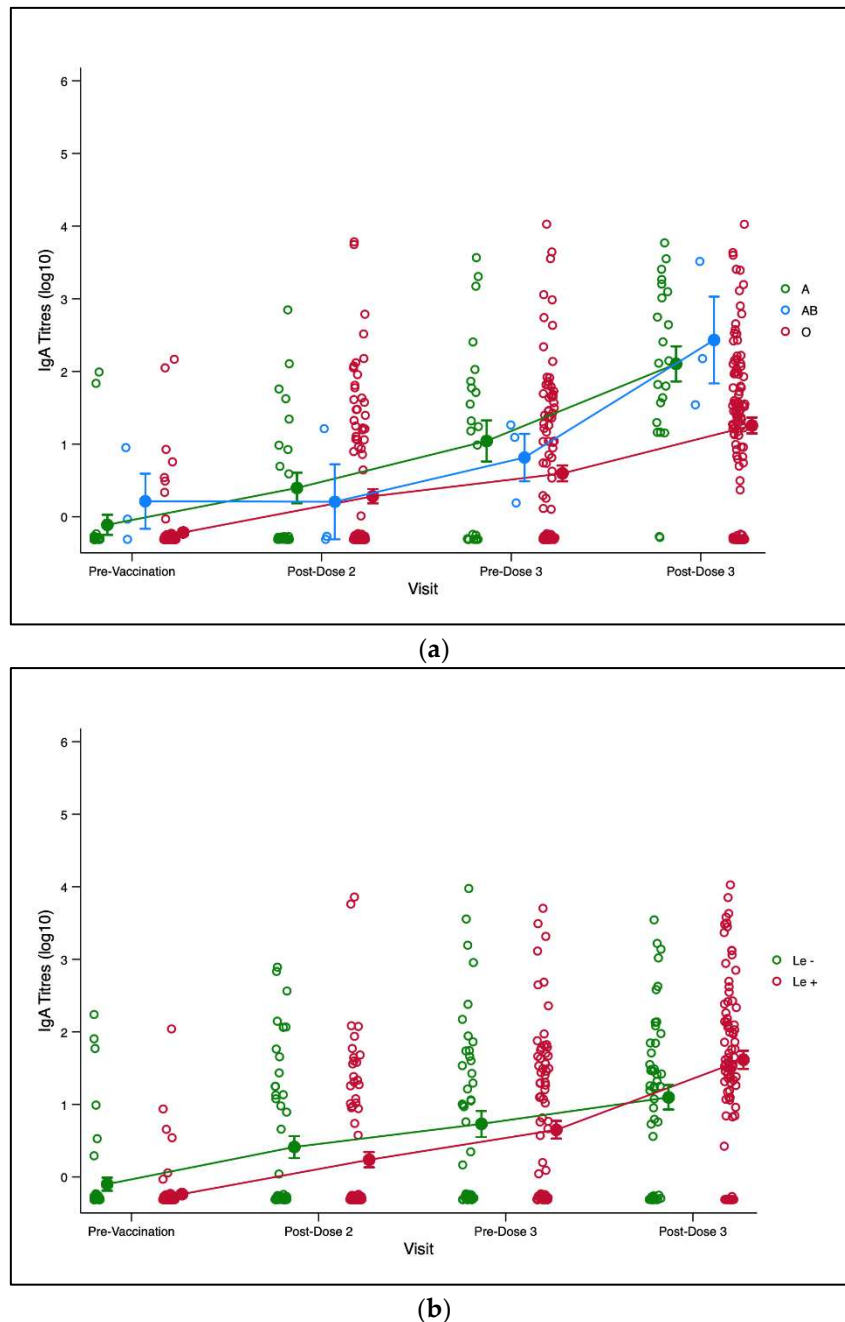 6
5
4
3
2
1
0
IgA Titres (log10)
A
AB
O
Pre-Vaccination Post-Dose 2 Pre-Dose 3 Post-Dose 3
Visit
(a)
6
5
4
3
2
1
0
IgA Titres (log10)
Le -
Le +
Pre-Vaccination Post-Dose 2 Pre-Dose 3 Post-Dose 3
Visit
(b)